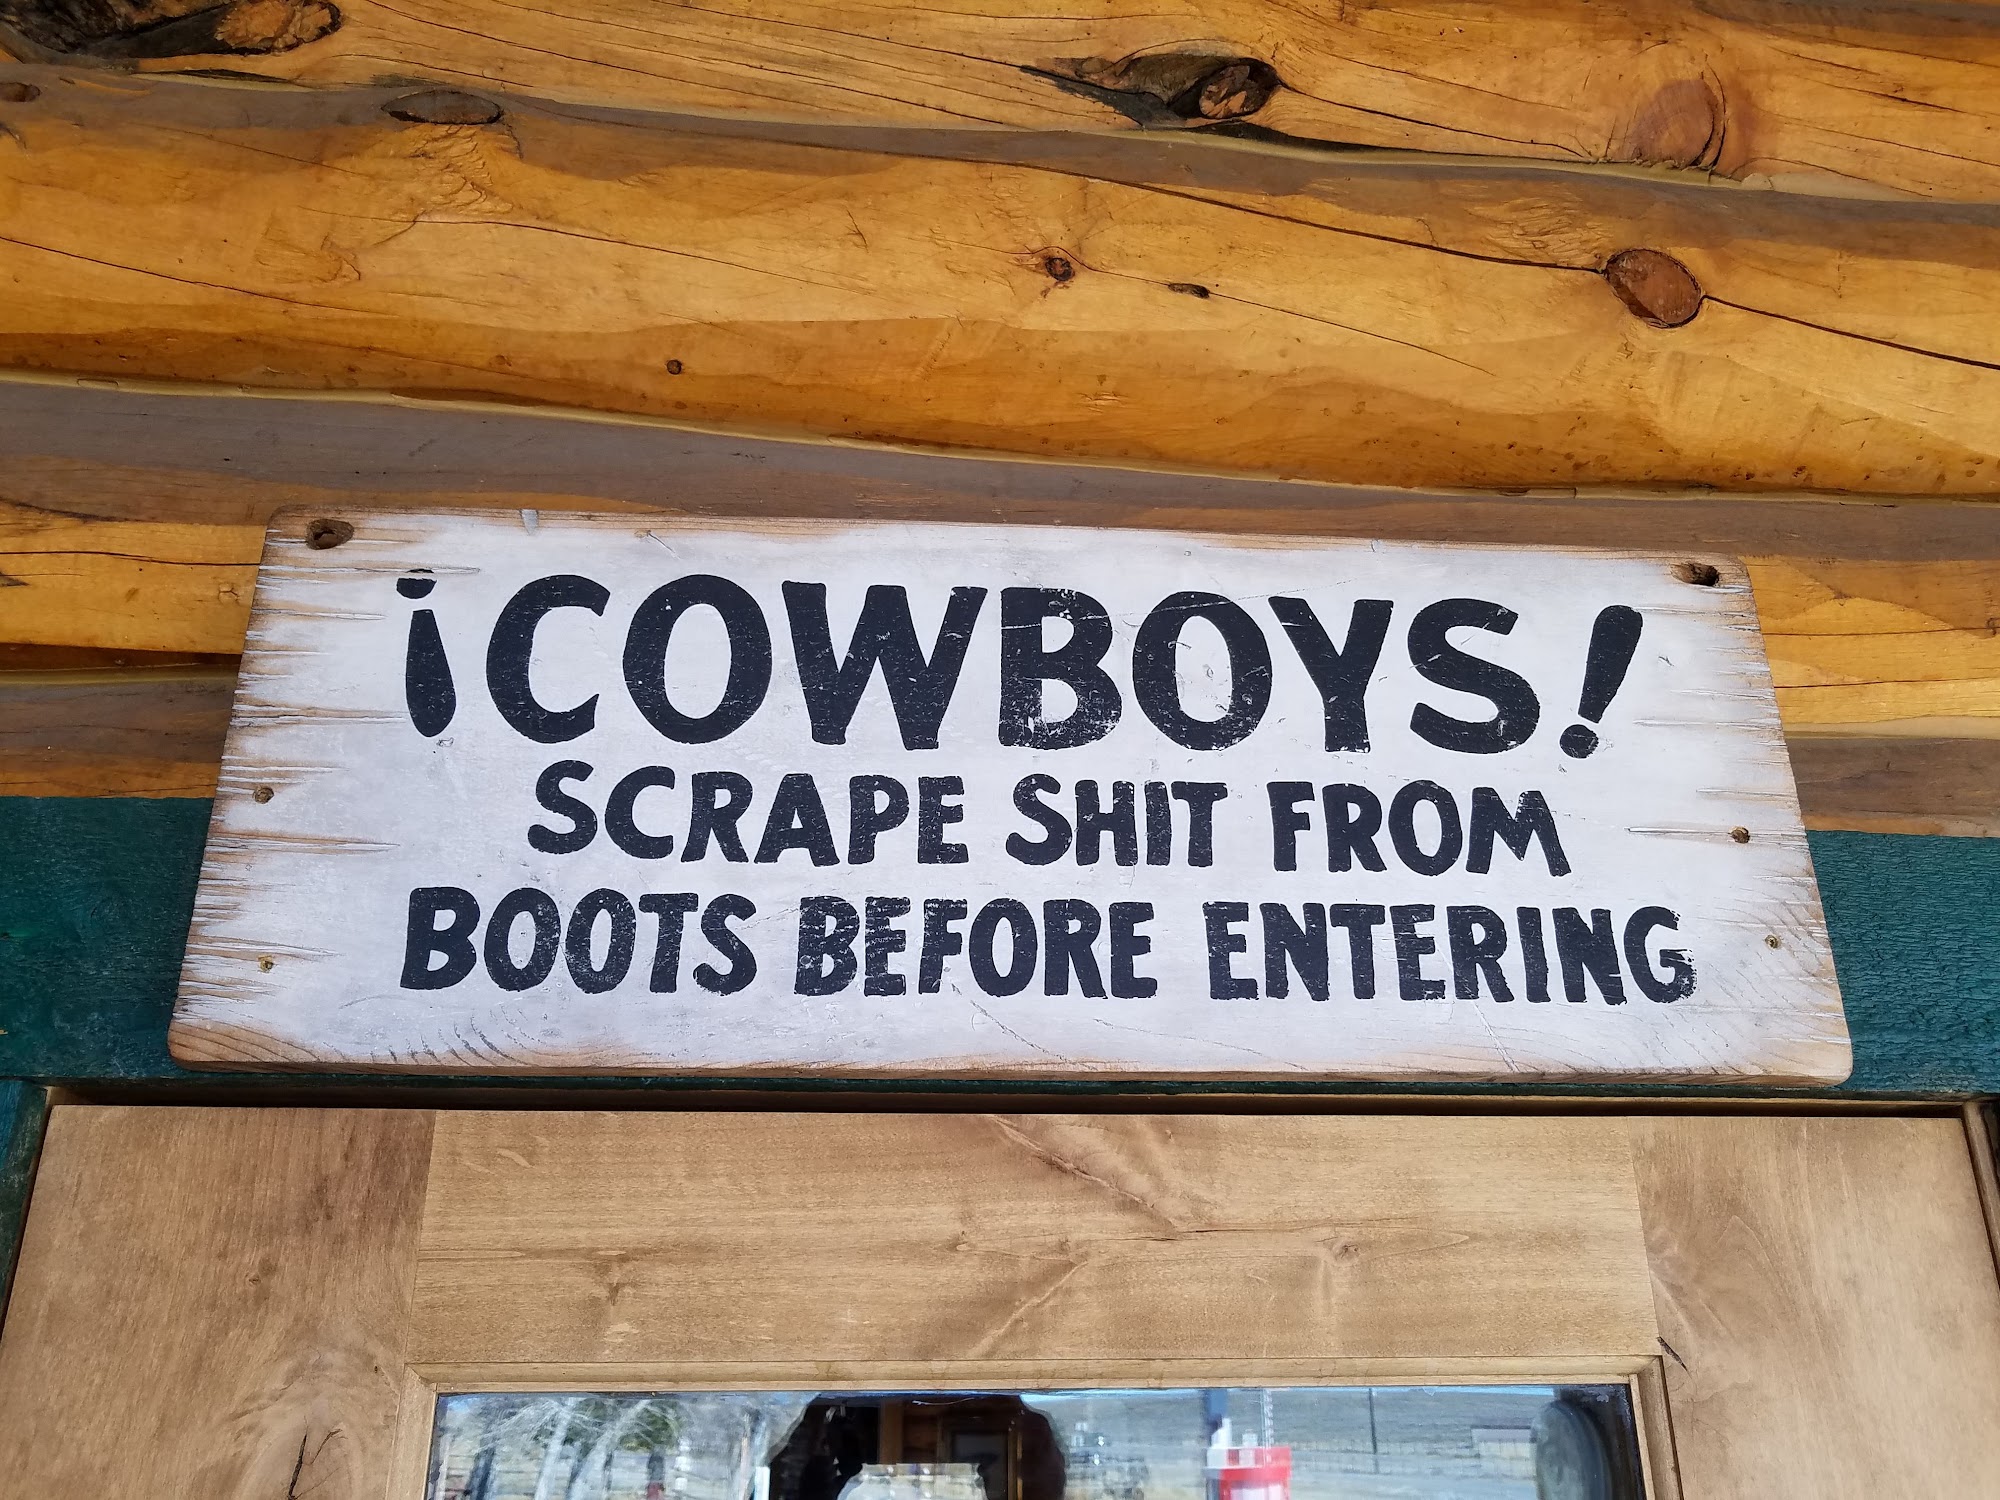 ¡COWBOYS!
SCRAPE SHIT FROM
BOOTS BEFORE ENTERING